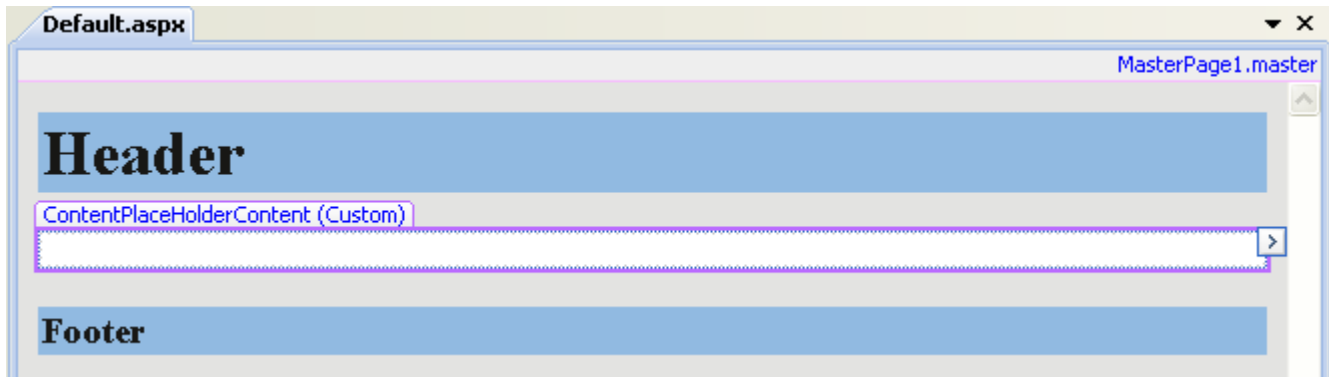 Default.aspx
MasterPage1.master
Header
ContentPlaceHolderContent (Custom)
Footer